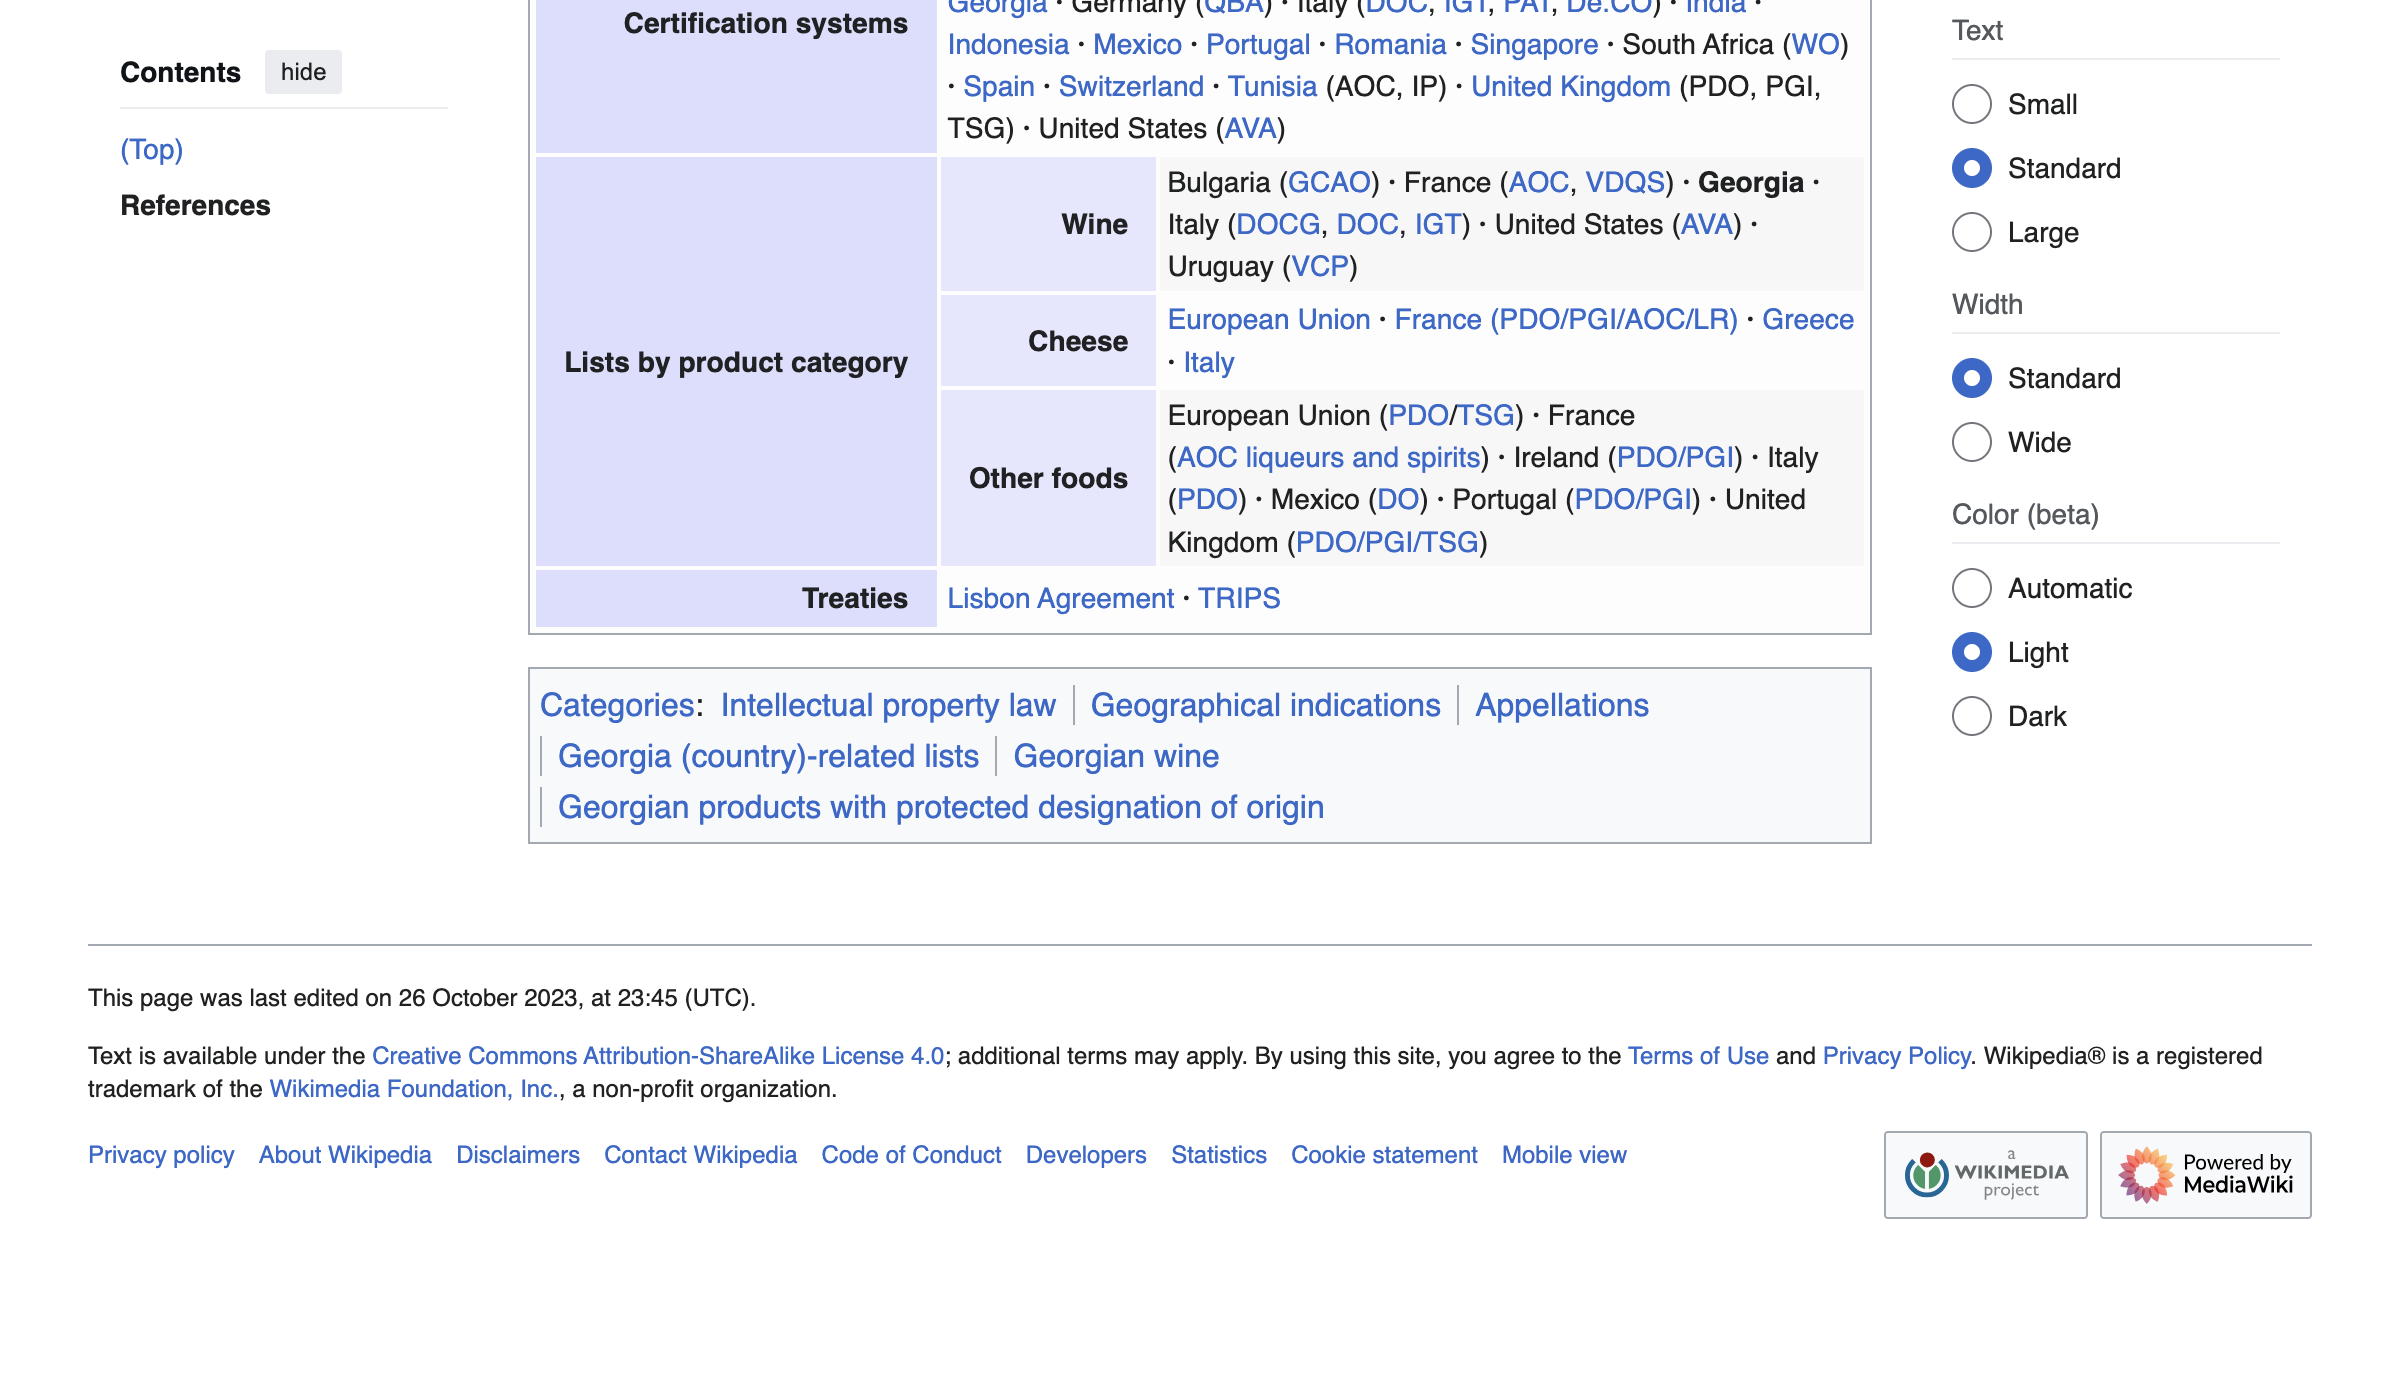 Contents hide
(Top)
References
Certification systems
Georgia · Germany (QBA) · Italy (DOC, IGT, PAT, De.CO) · India ·
Indonesia · Mexico · Portugal · Romania · Singapore · South Africa (WO)
· Spain · Switzerland · Tunisia (AOC, IP) · United Kingdom (PDO, PGI,
TSG) · United States (AVA)
Lists by product category
Wine
Bulgaria (GCAO) · France (AOC, VDQS) · Georgia ·
Italy (DOCG, DOC, IGT) · United States (AVA) ·
Uruguay (VCP)
Cheese
European Union · France (PDO/PGI/AOC/LR) · Greece
· Italy
Other foods
European Union (PDO/TSG) · France
(AOC liqueurs and spirits) · Ireland (PDO/PGI) · Italy
(PDO) · Mexico (DO) · Portugal (PDO/PGI) · United
Kingdom (PDO/PGI/TSG)
Treaties
Lisbon Agreement · TRIPS
Categories: Intellectual property law | Geographical indications | Appellations
| Georgia (country)-related lists | Georgian wine
| Georgian products with protected designation of origin
Text
Small
Standard
Large
Width
Standard
Wide
Color (beta)
Automatic
Light
Dark
This page was last edited on 26 October 2023, at 23:45 (UTC).
Text is available under the Creative Commons Attribution-ShareAlike License 4.0; additional terms may apply. By using this site, you agree to the Terms of Use and Privacy Policy. Wikipedia® is a registered
trademark of the Wikimedia Foundation, Inc., a non-profit organization.
Privacy policy About Wikipedia Disclaimers Contact Wikipedia Code of Conduct Developers Statistics Cookie statement Mobile view
a
WIKIMEDIA
project
Powered by
MediaWiki